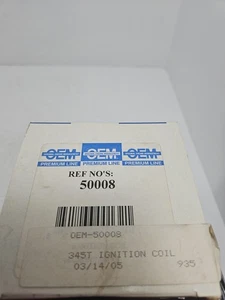 OEM OEM OEM
PREMIUM LINE PREMIUM LINE PREMIUM LINE
REF NO'S:
50008
OEM-50008
345T IGNITION COIL
03/14/05 935